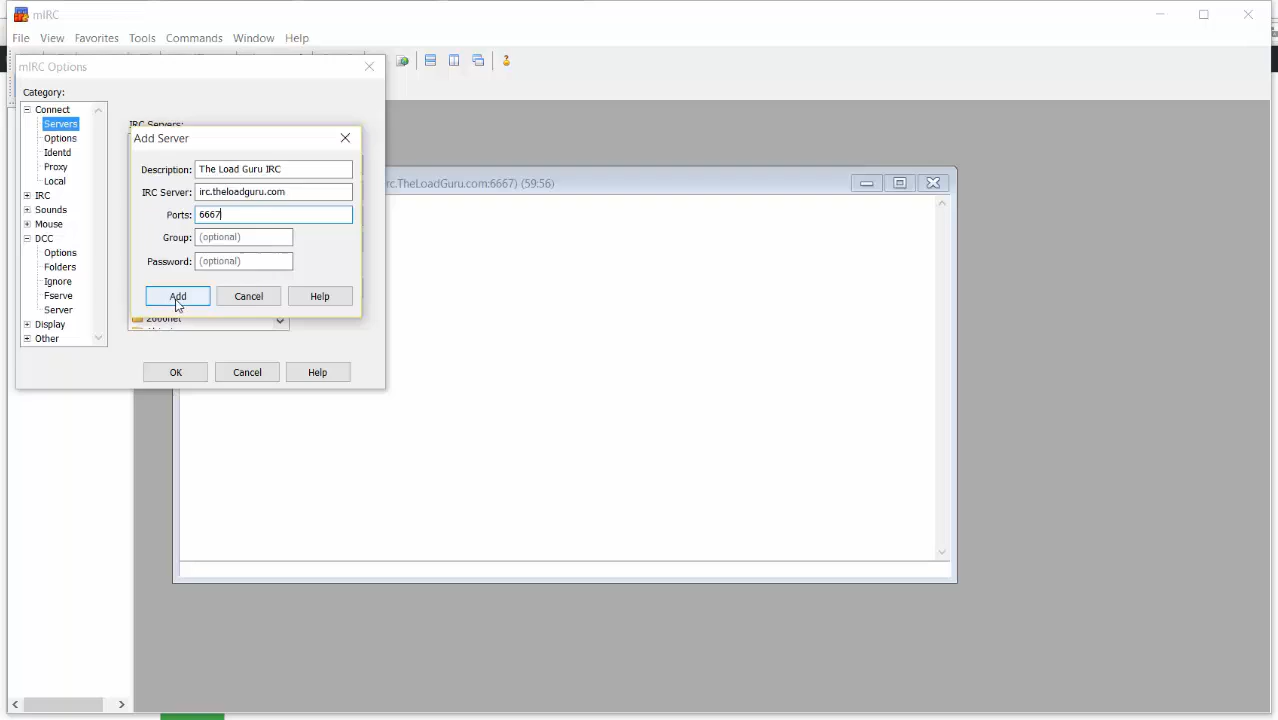 mIRC
File View Favorites Tools Commands Window Help
mIRC Options
Category:
Connect
Servers
Options
Identd
Proxy
Local
IRC
Sounds
Mouse
DCC
Options
Folders
Ignore
Fserve
Server
Display
Other
IRC Servers:
Add Server
Description: The Load Guru IRC
IRC Server: irc.theloadguru.com
Ports: 6667
Group: (optional)
Password: (optional)
Add Cancel Help
2600net
OK Cancel Help
rc.TheLoadGuru.com:6667) (59:56)